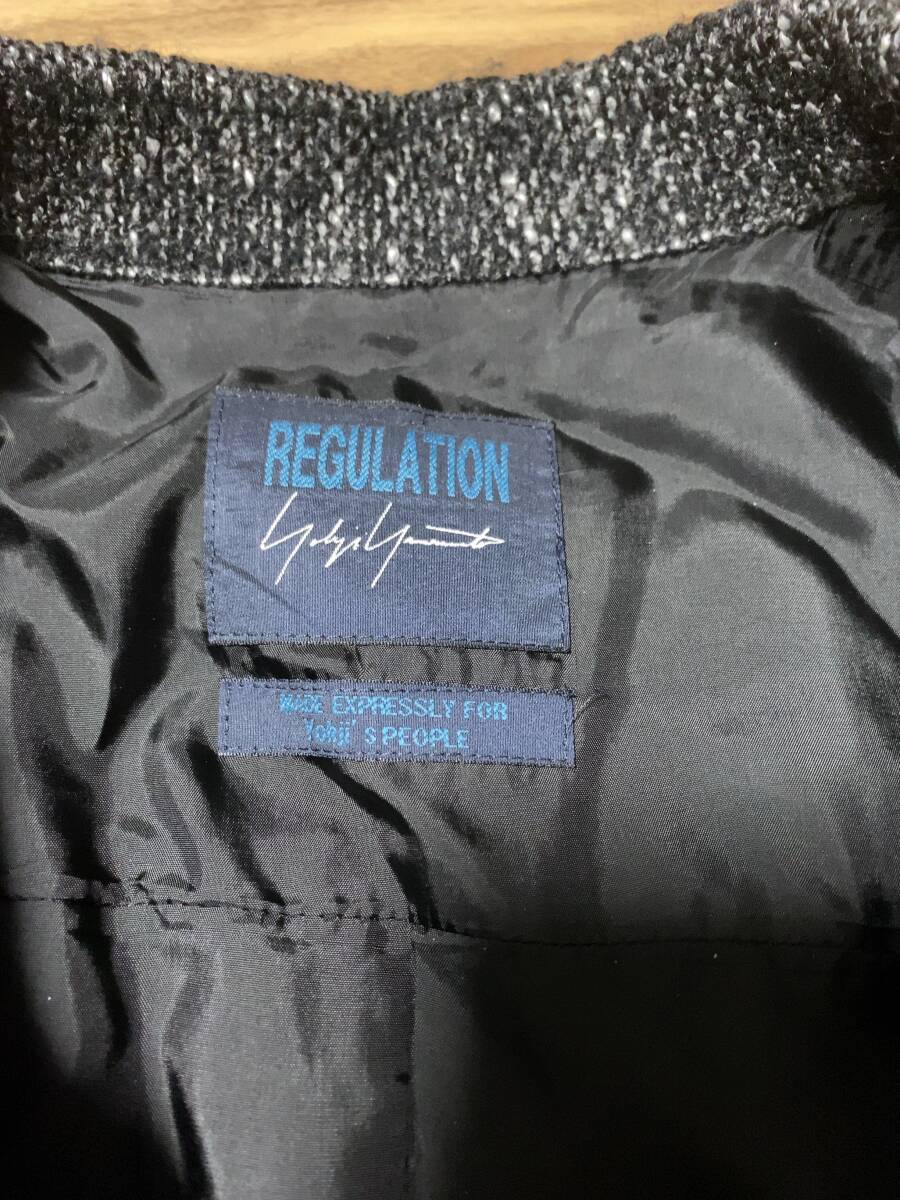 REGULATION
Yohji Yamamoto
MADE EXPRESSLY FOR
Yohji's PEOPLE